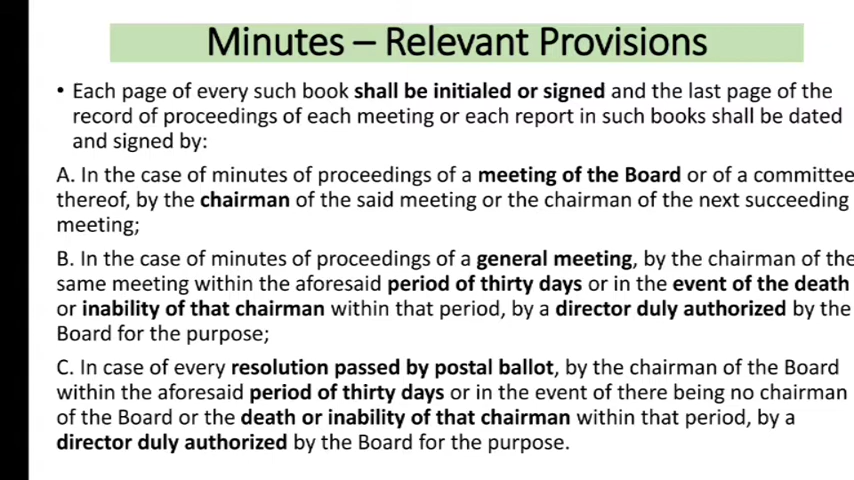 Minutes – Relevant Provisions
• Each page of every such book shall be initialed or signed and the last page of the
record of proceedings of each meeting or each report in such books shall be dated
and signed by:
A. In the case of minutes of proceedings of a meeting of the Board or of a committee
thereof, by the chairman of the said meeting or the chairman of the next succeeding
meeting;
B. In the case of minutes of proceedings of a general meeting, by the chairman of the
same meeting within the aforesaid period of thirty days or in the event of the death
or inability of that chairman within that period, by a director duly authorized by the
Board for the purpose;
C. In case of every resolution passed by postal ballot, by the chairman of the Board
within the aforesaid period of thirty days or in the event of there being no chairman
of the Board or the death or inability of that chairman within that period, by a
director duly authorized by the Board for the purpose.